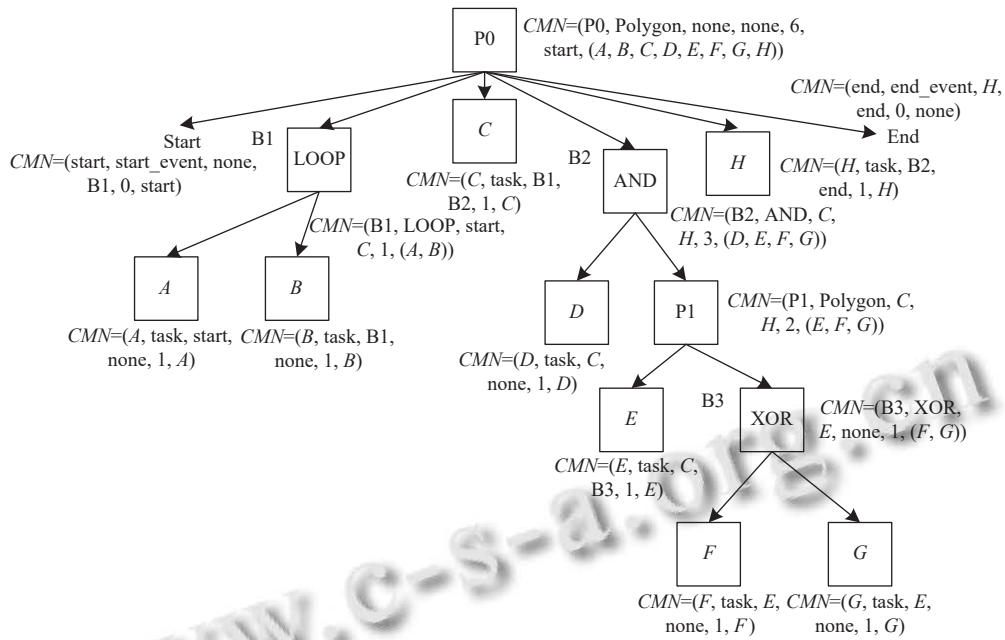 P0
CMN=(P0, Polygon, none, none, 6,
start, (A, B, C, D, E, F, G, H))
CMN=(end, end_event, H,
end, 0, none)
Start
CMN=(start, start_event, none,
B1, 0, start)
B1
LOOP
CMN=(B1, LOOP, start,
C, 1, (A, B))
C
CMN=(C, task, B1,
B2, 1, C)
B2
AND
CMN=(B2, AND, C,
H, 3, (D, E, F, G))
H
CMN=(H, task, B2,
end, 1, H)
End
A
CMN=(A, task, start,
none, 1, A)
B
CMN=(B, task, B1,
none, 1, B)
D
CMN=(D, task, C,
none, 1, D)
P1
CMN=(P1, Polygon, C,
H, 2, (E, F, G))
E
CMN=(E, task, C,
B3, 1, E)
B3
XOR
CMN=(B3, XOR,
E, none, 1, (F, G))
F
CMN=(F, task, E,
none, 1, F)
G
CMN=(G, task, E,
none, 1, G)
www.c-s-a.org.cn